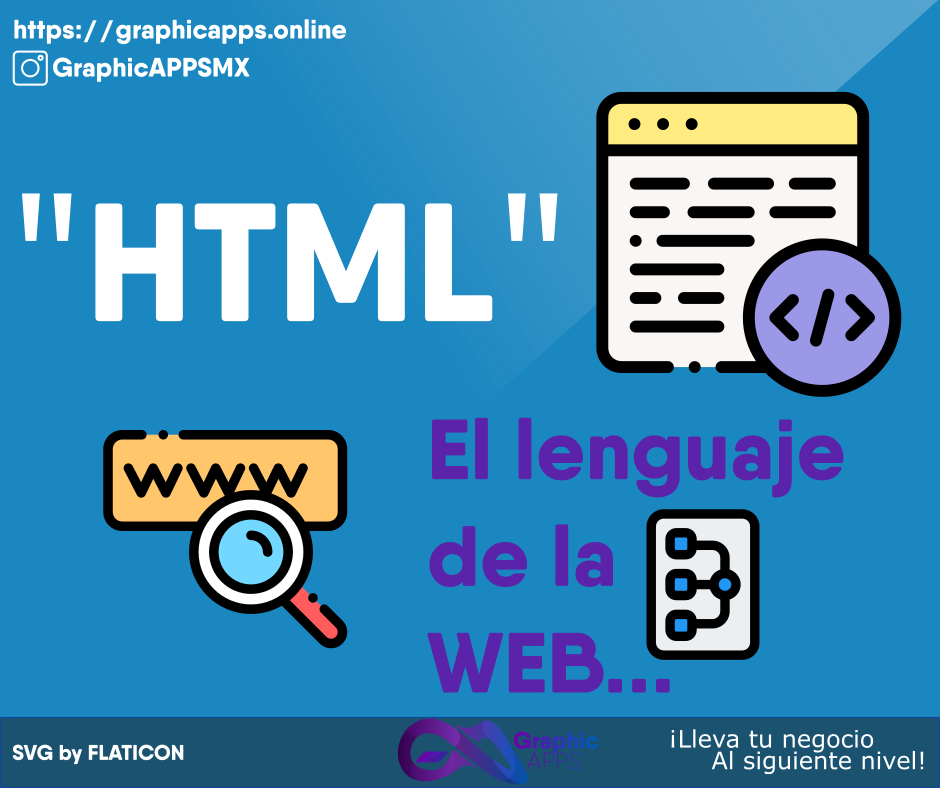 https://graphicapps.online
GraphicAPPSMX
"HTML"
</>
www
El lenguaje
de la
WEB...
SVG by FLATICON
Graphic
APPS
¡Lleva tu negocio
Al siguiente nivel!